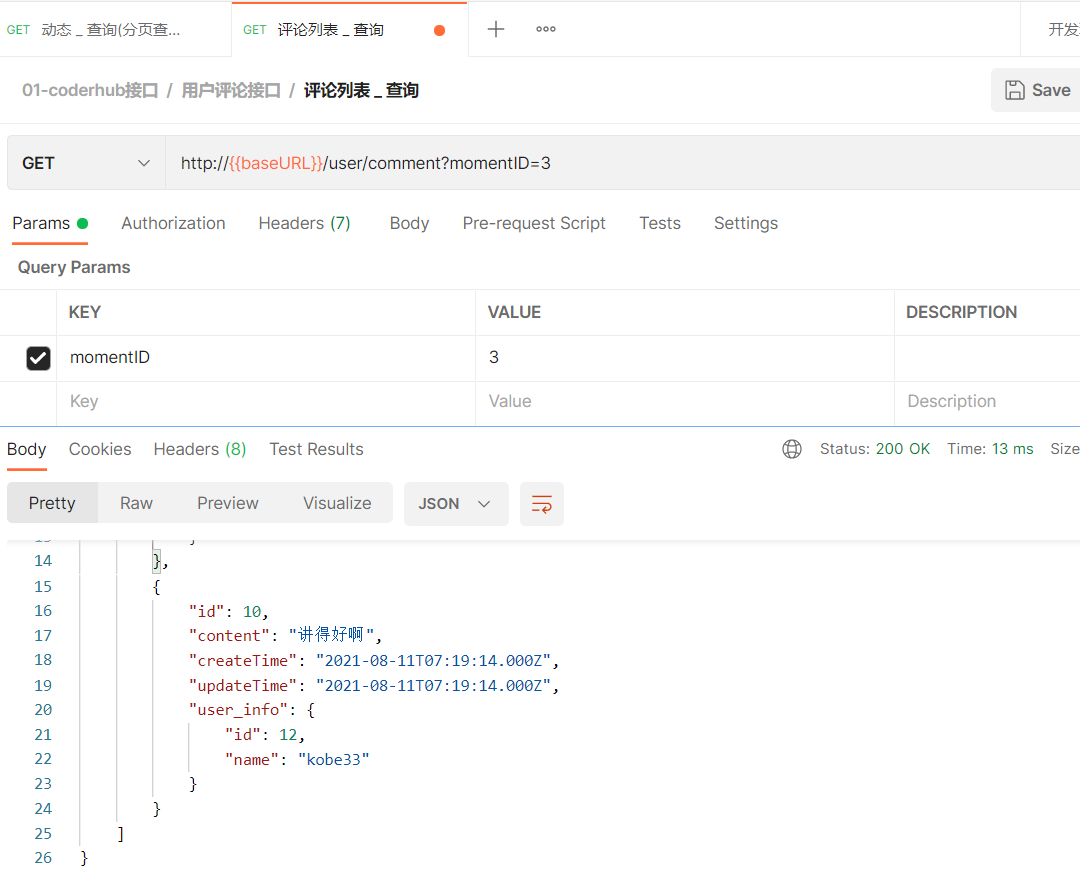 GET 动态 _ 查询(分页查... GET 评论列表 _ 查询 开发
01-coderhub接口 / 用户评论接口 / 评论列表 _ 查询 Save
GET http://{{baseURL}}/user/comment?momentID=3
Params Authorization Headers (7) Body Pre-request Script Tests Settings
Query Params
KEY VALUE DESCRIPTION
momentID 3
Key Value Description
Body Cookies Headers (8) Test Results Status: 200 OK Time: 13 ms Size
Pretty Raw Preview Visualize JSON
14 },
15 {
16 "id": 10,
17 "content": "讲得好啊",
18 "createTime": "2021-08-11T07:19:14.000Z",
19 "updateTime": "2021-08-11T07:19:14.000Z",
20 "user_info": {
21 "id": 12,
22 "name": "kobe33"
23 }
24 }
25 ]
26 }